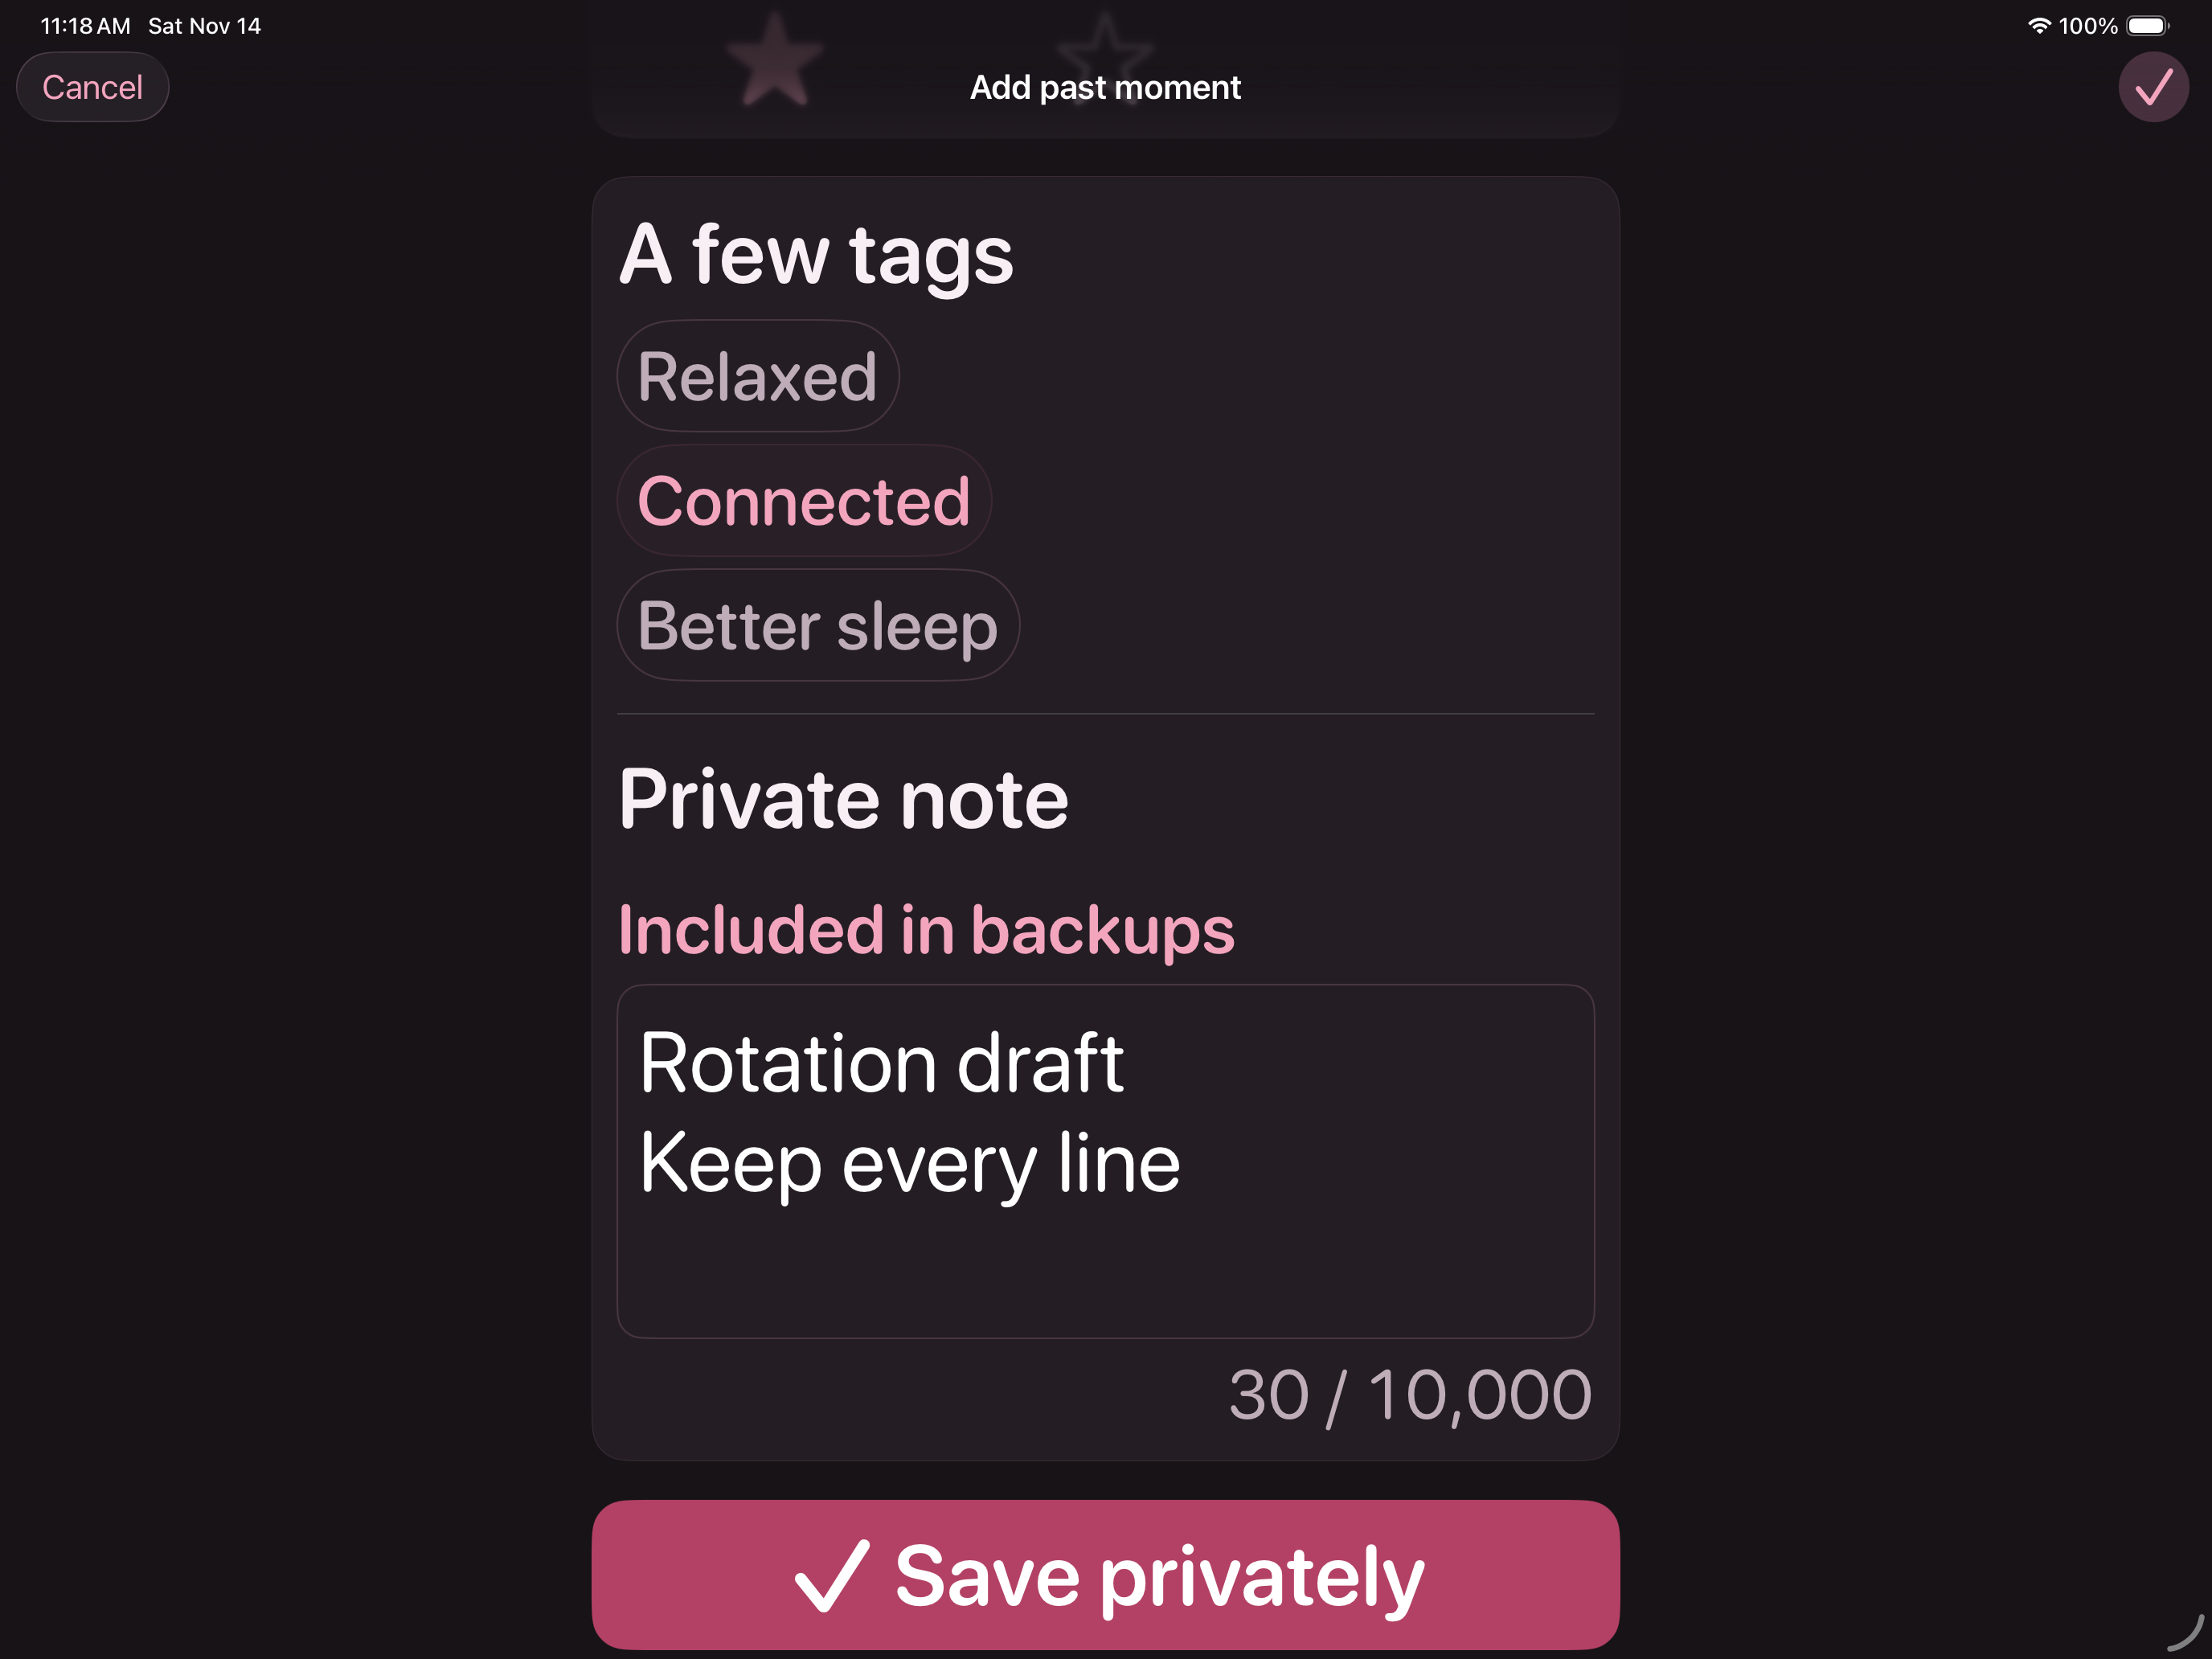 11:18 AM Sat Nov 14
100%
Cancel
Add past moment
A few tags
Relaxed
Connected
Better sleep
Private note
Included in backups
Rotation draft
Keep every line
30 / 10,000
Save privately